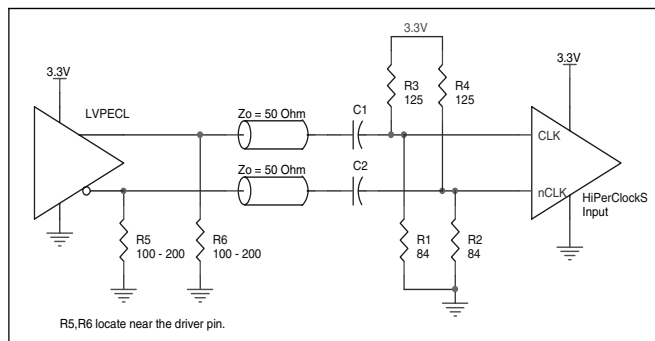 3.3V
3.3V
3.3V
R3
125
R4
125
LVPECL
Zo = 50 Ohm
C1
CLK
Zo = 50 Ohm
C2
nCLK
HiPerClockS
Input
R5
100 - 200
R6
100 - 200
R1
84
R2
84
R5,R6 locate near the driver pin.